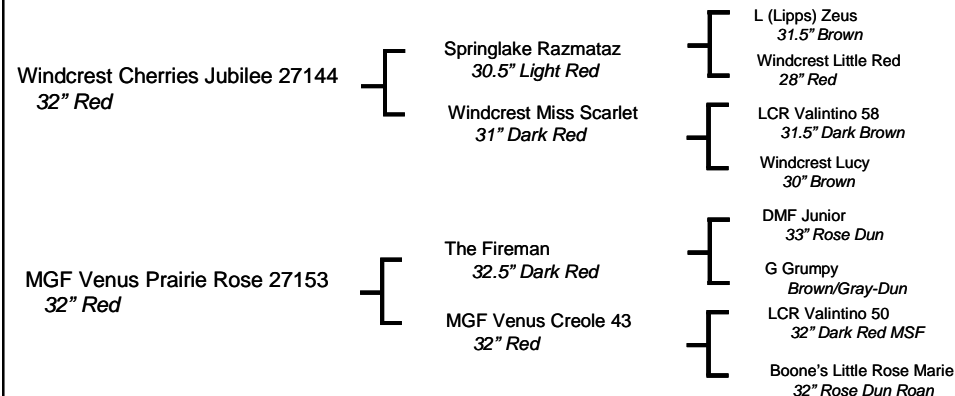 L (Lipps) Zeus
31.5” Brown
Springlake Razmataz
30.5” Light Red
Windcrest Little Red
28” Red
Windcrest Cherries Jubilee 27144
32” Red
Windcrest Miss Scarlet
31” Dark Red
LCR Valintino 58
31.5” Dark Brown
Windcrest Lucy
30” Brown
DMF Junior
33” Rose Dun
The Fireman
32.5” Dark Red
G Grumpy
Brown/Gray-Dun
MGF Venus Prairie Rose 27153
32” Red
MGF Venus Creole 43
32” Red
LCR Valintino 50
32” Dark Red MSF
Boone’s Little Rose Marie
32” Rose Dun Roan